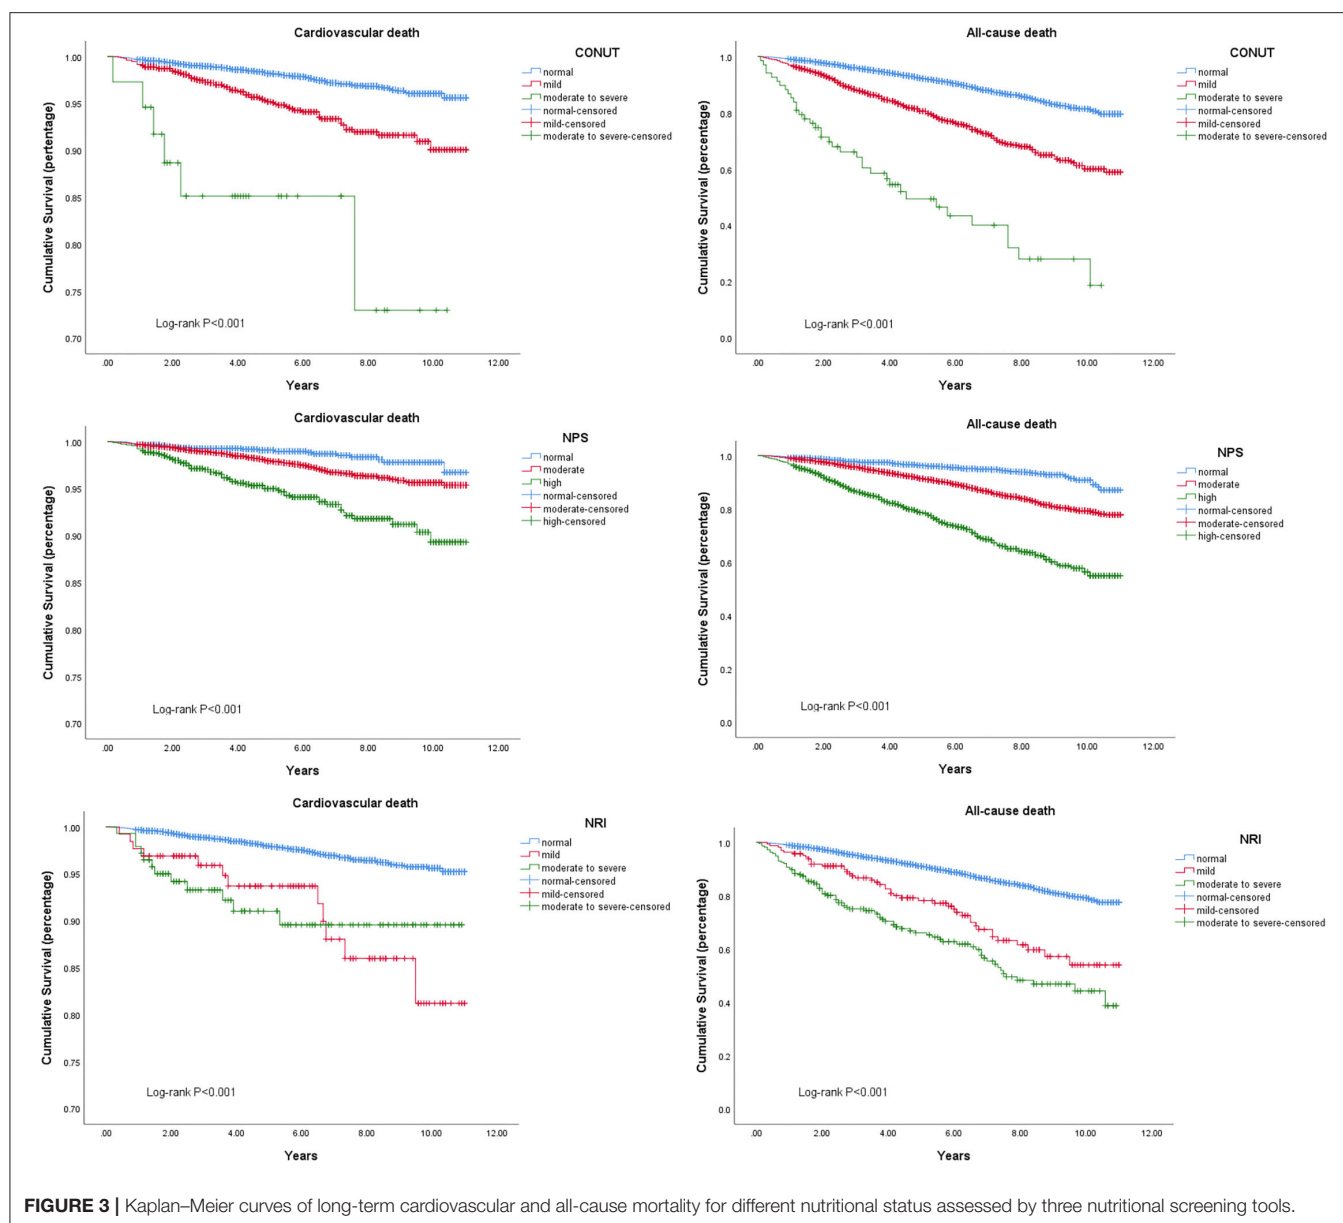 Cardiovascular death
CONUT
normal
mild
moderate to severe
normal-censored
mild-censored
moderate to severe-censored
Cumulative Survival (pertentage)
1.00
0.95
0.90
0.85
0.80
0.75
0.70
Log-rank P<0.001
.00 2.00 4.00 6.00 8.00 10.00 12.00
Years
All-cause death
CONUT
normal
mild
moderate to severe
normal-censored
mild-censored
moderate to severe-censored
Cumulative Survival (percentage)
1.0
0.8
0.6
0.4
0.2
0.0
Log-rank P<0.001
.00 2.00 4.00 6.00 8.00 10.00 12.00
Years
Cardiovascular death
NPS
normal
moderate
high
normal-censored
moderate-censored
high-censored
Cumulative Survival (percentage)
1.00
0.95
0.90
0.85
0.80
0.75
0.70
Log-rank P<0.001
.00 2.00 4.00 6.00 8.00 10.00 12.00
Years
All-cause death
NPS
normal
moderate
high
normal-censored
moderate-censored
high-censored
Cumulative Survival (percentage)
1.0
0.8
0.6
0.4
0.2
0.0
Log-rank P<0.001
.00 2.00 4.00 6.00 8.00 10.00 12.00
Years
Cardiovascular death
NRI
normal
mild
moderate to severe
normal-censored
mild-censored
moderate to severe-censored
Cumulative Survival (percentage)
1.00
0.95
0.90
0.85
0.80
0.75
0.70
Log-rank P<0.001
.00 2.00 4.00 6.00 8.00 10.00 12.00
Years
All-cause death
NRI
normal
mild
moderate to severe
normal-censored
mild-censored
moderate to severe-censored
Cumulative Survival (percentage)
1.0
0.8
0.6
0.4
0.2
0.0
Log-rank P<0.001
.00 2.00 4.00 6.00 8.00 10.00 12.00
Years
FIGURE 3 | Kaplan–Meier curves of long-term cardiovascular and all-cause mortality for different nutritional status assessed by three nutritional screening tools.